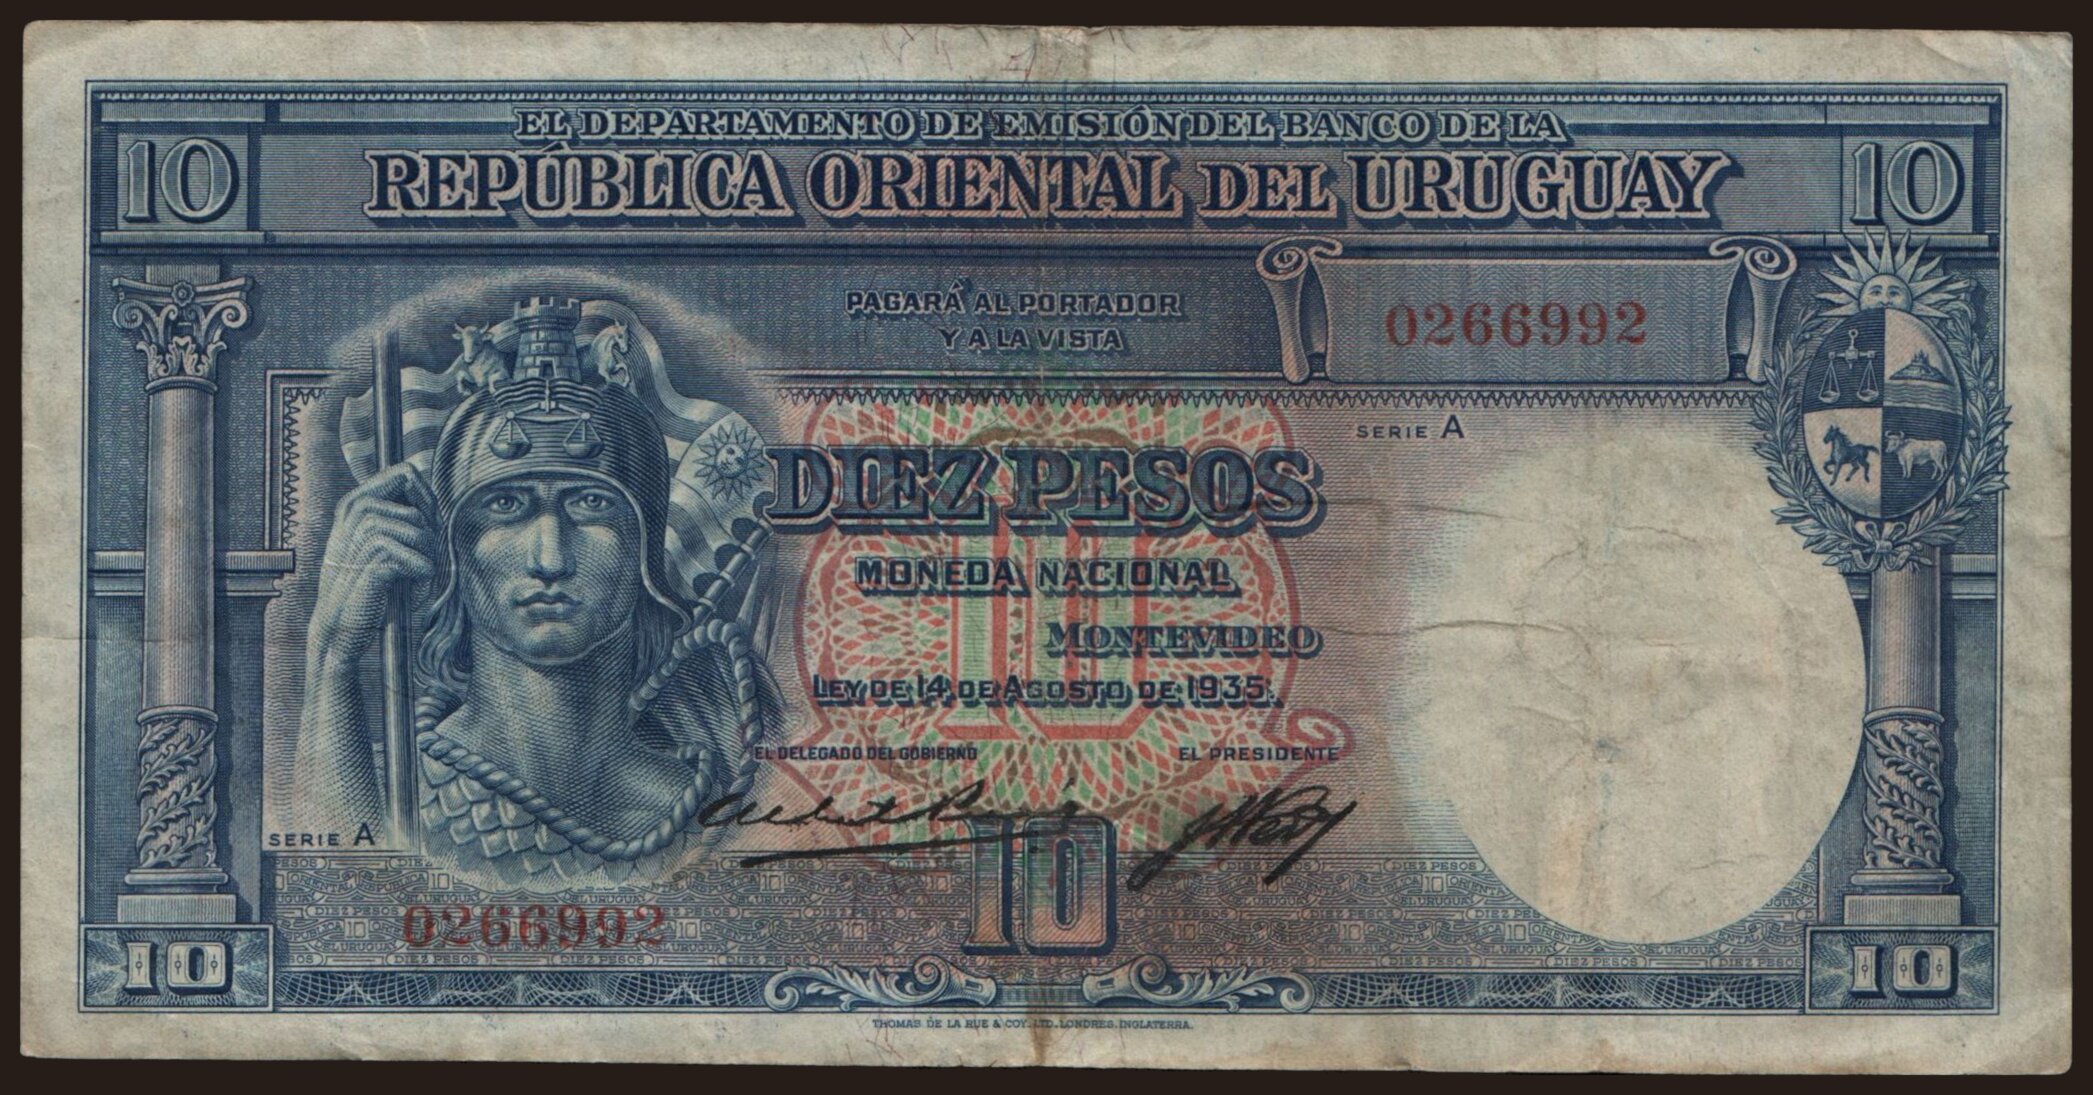 EL DEPARTAMENTO DE EMISIÓN DEL BANCO DE LA
10 REPÚBLICA ORIENTAL DEL URUGUAY 10
PAGARÁ AL PORTADOR
Y A LA VISTA
0266992
SERIE A
DIEZ PESOS
10
MONEDA NACIONAL
MONTEVIDEO
LEY DE 14 DE AGOSTO DE 1935.
EL DELEGADO DEL GOBIERNO EL PRESIDENTE
SERIE A
0266992
10 10 10
THOMAS DE LA RUE & COY. LTD. LONDRES, INGLATERRA.